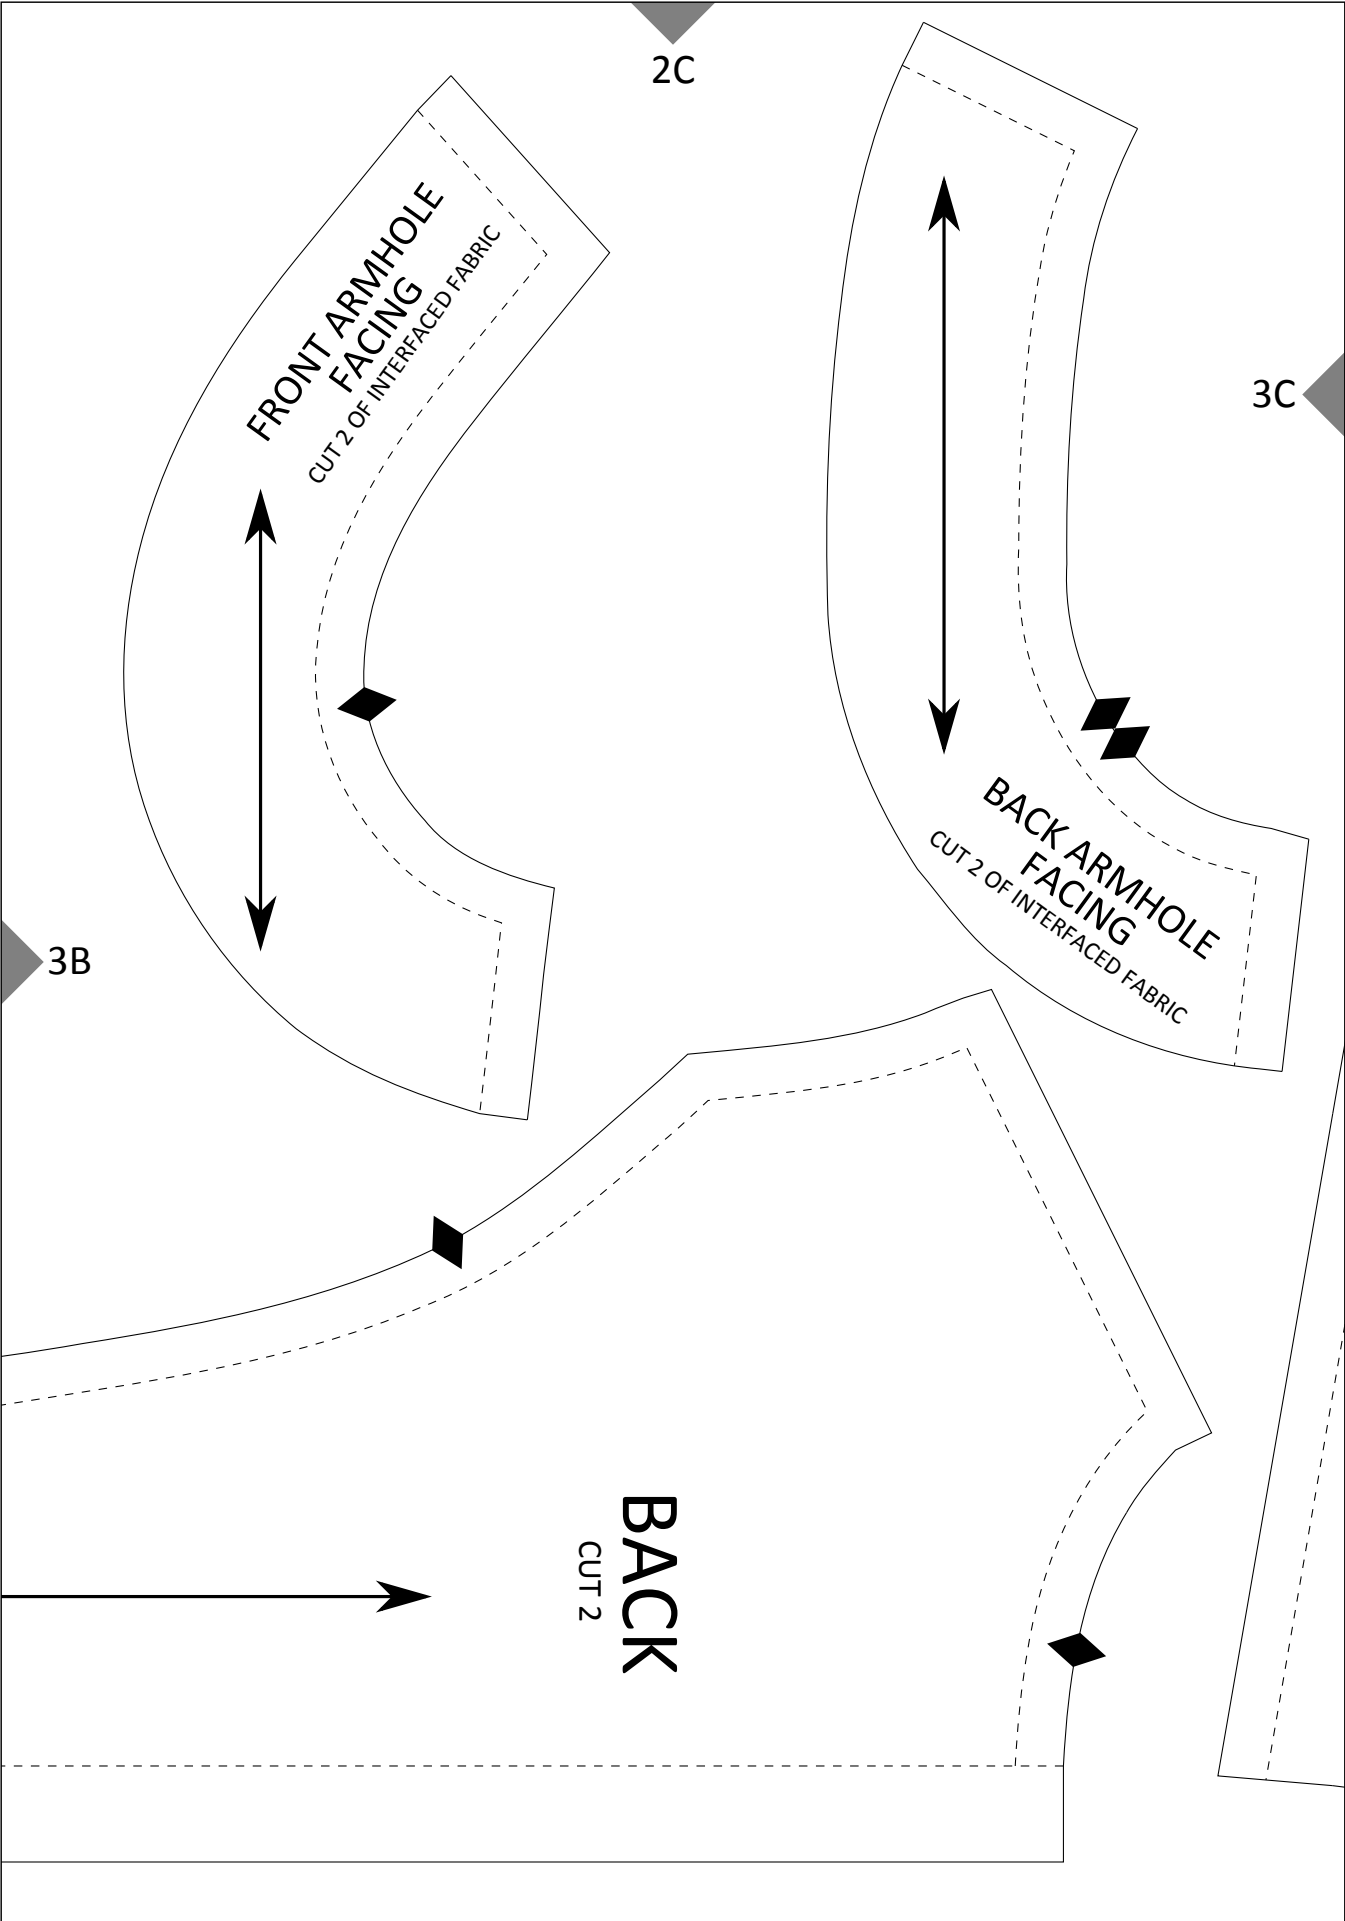 2C
FRONT ARMHOLE
FACING
CUT 2 OF INTERFACED FABRIC
3C
BACK ARMHOLE
FACING
CUT 2 OF INTERFACED FABRIC
3B
BACK
CUT 2